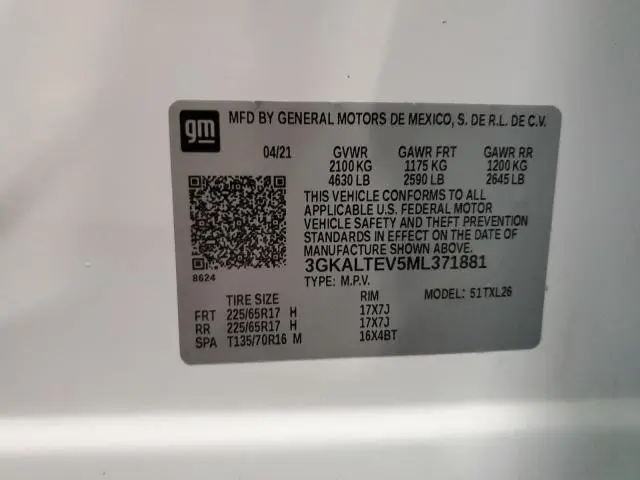 gm
MFD BY GENERAL MOTORS DE MEXICO, S. DE R.L. DE C.V.
04/21 GVWR GAWR FRT GAWR RR
2100 KG 1175 KG 1200 KG
4630 LB 2590 LB 2645 LB
THIS VEHICLE CONFORMS TO ALL
APPLICABLE U.S. FEDERAL MOTOR
VEHICLE SAFETY AND THEFT PREVENTION
STANDARDS IN EFFECT ON THE DATE OF
MANUFACTURE SHOWN ABOVE.
3GKALTEV5ML371881
8624
TYPE: M.P.V. MODEL: 51TXL26
TIRE SIZE RIM
FRT 225/65R17 H 17X7J
RR 225/65R17 H 17X7J
SPA T135/70R16 M 16X4BT